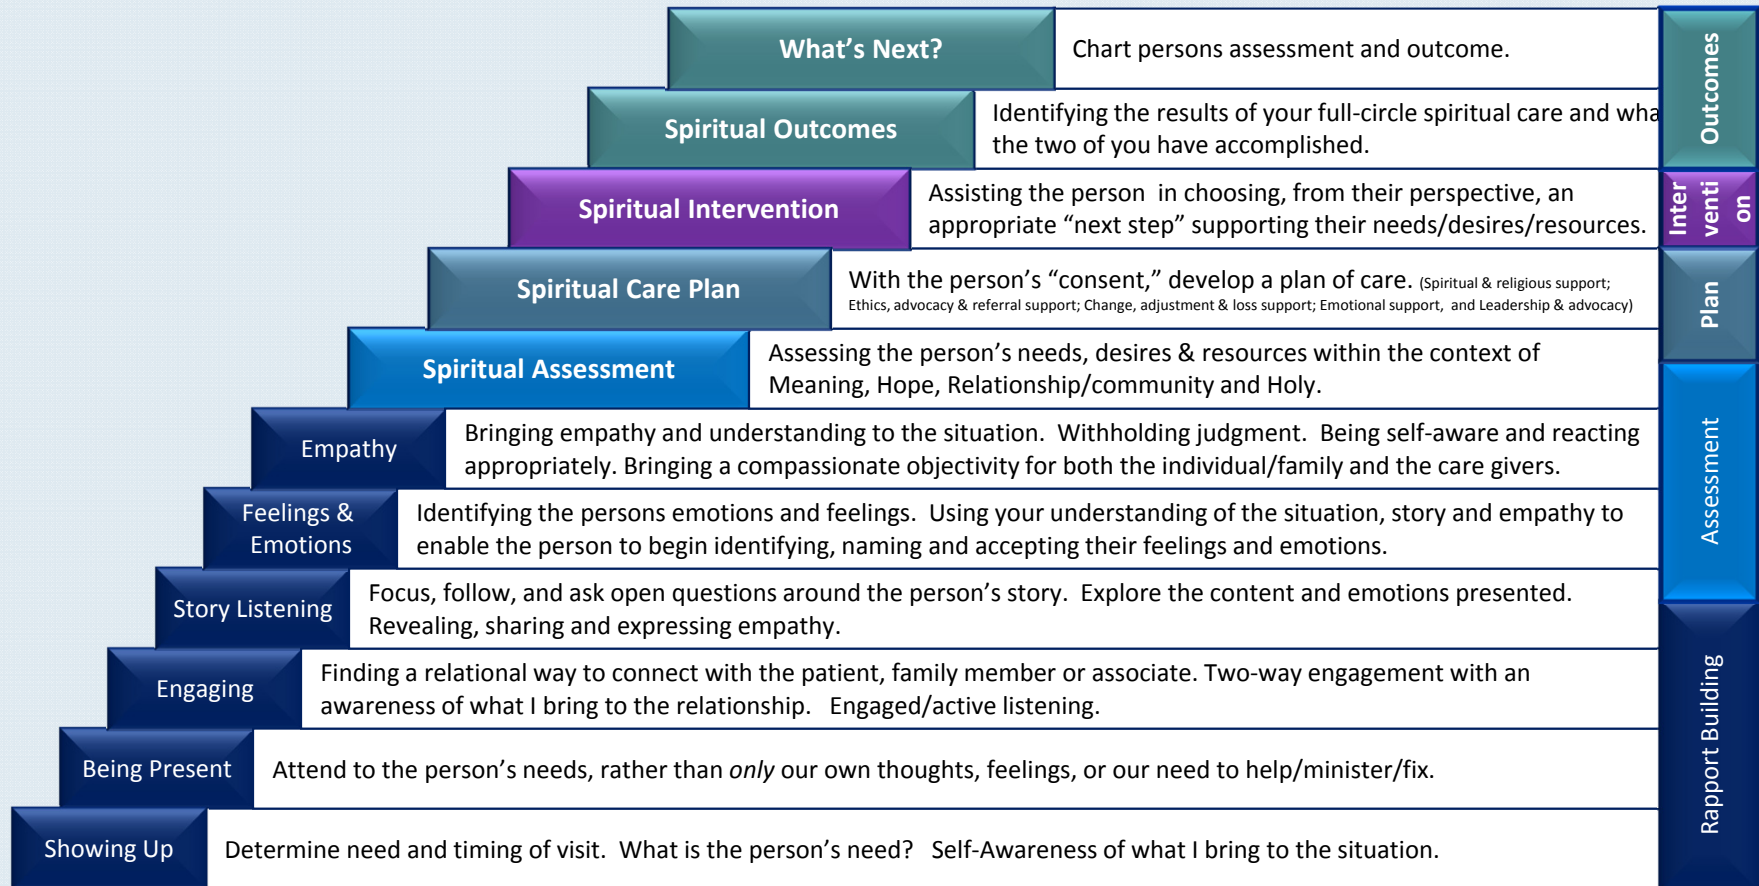 What's Next?
Chart persons assessment and outcome.
Spiritual Outcomes
Identifying the results of your full-circle spiritual care and wha
the two of you have accomplished.
Spiritual Intervention
Assisting the person  in choosing, from their perspective, an
appropriate “next step” supporting their needs/desires/resources.
Spiritual Care Plan
With the person’s “consent,” develop a plan of care. (Spiritual & religious support;
Ethics, advocacy & referral support; Change, adjustment & loss support; Emotional support,  and Leadership & advocacy)
Spiritual Assessment
Assessing the person’s needs, desires & resources within the context of
Meaning, Hope, Relationship/community and Holy.
Empathy
Bringing empathy and understanding to the situation.  Withholding judgment.  Being self-aware and reacting
appropriately. Bringing a compassionate objectivity for both the individual/family and the care givers.
Feelings &
Emotions
Identifying the persons emotions and feelings.  Using your understanding of the situation, story and empathy to
enable the person to begin identifying, naming and accepting their feelings and emotions.
Story Listening
Focus, follow, and ask open questions around the person’s story.  Explore the content and emotions presented.
Revealing, sharing and expressing empathy.
Engaging
Finding a relational way to connect with the patient, family member or associate. Two-way engagement with an
awareness of what I bring to the relationship.   Engaged/active listening.
Being Present
Attend to the person’s needs, rather than only our own thoughts, feelings, or our need to help/minister/fix.
Showing Up
Determine need and timing of visit.  What is the person’s need?   Self-Awareness of what I bring to the situation.
Outcomes
Inter
venti
on
Plan
Assessment
Rapport Building